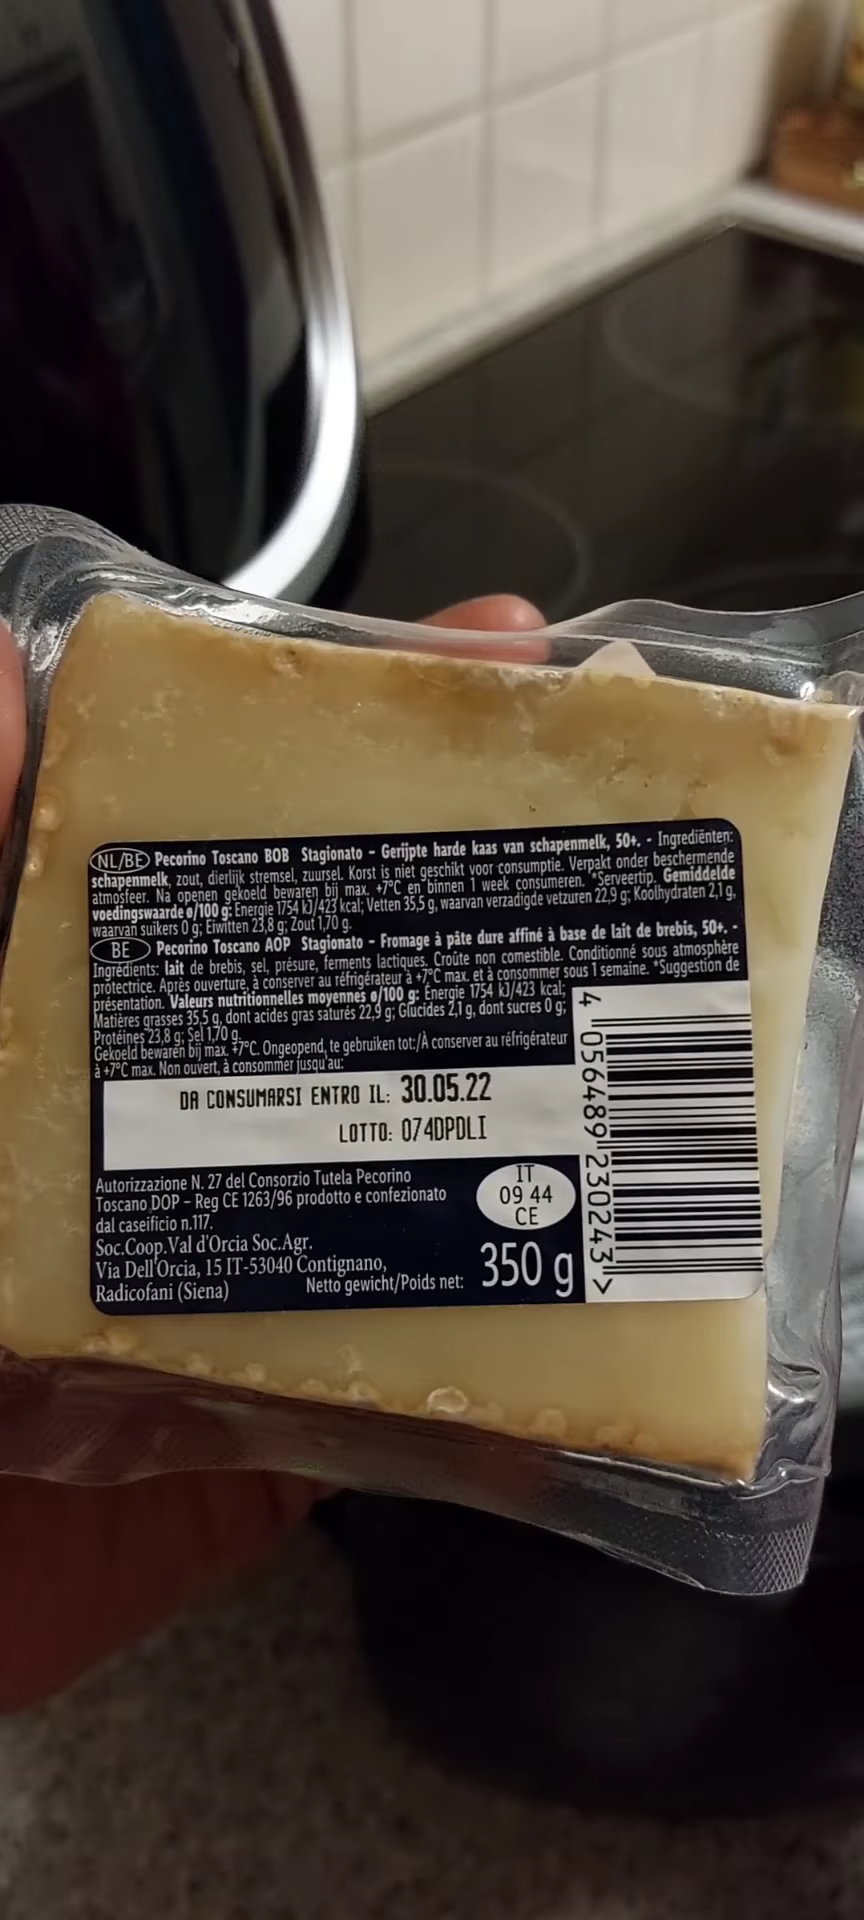 NL/BE Pecorino Toscano BOB Stagionato - Gerijpte harde kaas van schapenmelk, 50+. - Ingrediënten:
schapenmelk, zout, dierlijk stremsel, zuursel. Korst is niet geschikt voor consumptie. Verpakt onder beschermende
atmosfeer. Na openen gekoeld bewaren bij max. +7°C en binnen 1 week consumeren. *Serveertip. Gemiddelde
voedingswaarde ø/100 g: Energie 1754 kJ/423 kcal; Vetten 35,5 g, waarvan verzadigde vetzuren 22,9 g; Koolhydraten 2,1 g,
waarvan suikers 0 g; Eiwitten 23,8 g; Zout 1,70 g.
BE Pecorino Toscano AOP Stagionato - Fromage à pâte dure affiné à base de lait de brebis, 50+. -
Ingrédients: lait de brebis, sel, présure, ferments lactiques. Croûte non comestible. Conditionné sous atmosphère
protectrice. Après ouverture, à conserver au réfrigérateur à +7°C max. et à consommer sous 1 semaine. *Suggestion de
présentation. Valeurs nutritionnelles moyennes ø/100 g: Énergie 1754 kJ/423 kcal;
Matières grasses 35,5 g, dont acides gras saturés 22,9 g; Glucides 2,1 g, dont sucres 0 g;
Protéines 23,8 g; Sel 1,70 g.
Gekoeld bewaren bij max. +7°C. Ongeopend, te gebruiken tot:/À conserver au réfrigérateur
à +7°C max. Non ouvert, à consommer jusqu'au:
DA CONSUMARSI ENTRO IL: 30.05.22
LOTTO: 074DPDLI
Autorizzazione N. 27 del Consorzio Tutela Pecorino
Toscano DOP - Reg CE 1263/96 prodotto e confezionato
dal caseificio n.117.
Soc.Coop.Val d'Orcia Soc.Agr.
Via Dell'Orcia, 15 IT-53040 Contignano,
Radicofani (Siena)
Netto gewicht/Poids net: 350 g
IT
09 44
CE
4 056489 230243 >